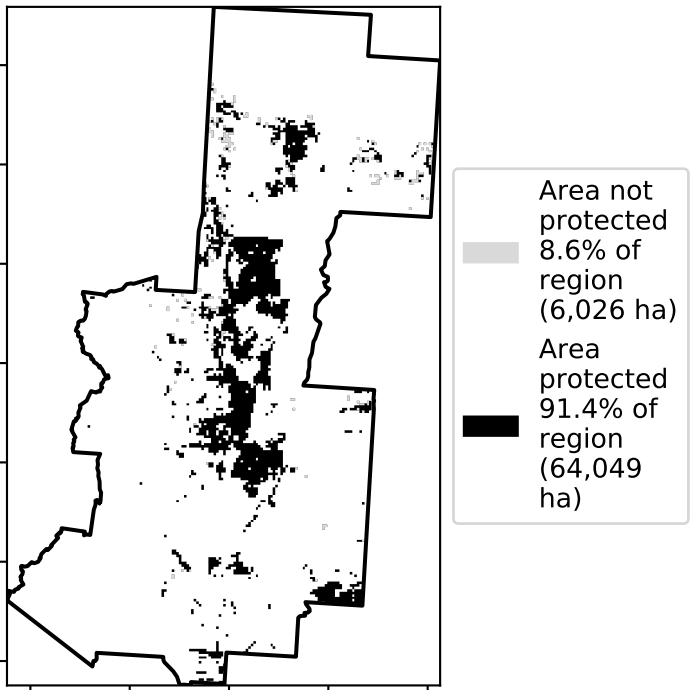 Area not
protected
8.6% of
region
(6,026 ha)
Area
protected
91.4% of
region
(64,049
ha)